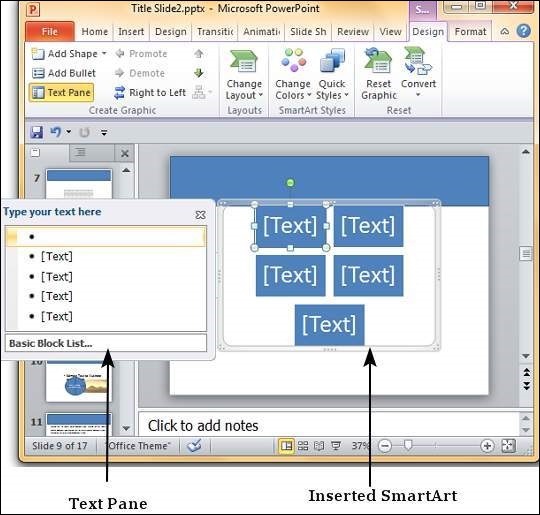 Title Slide2.pptx - Microsoft PowerPoint
S...
File Home Insert Design Transitic Animatic Slide Sh Review View Design Format
Add Shape Promote
Add Bullet Demote
Text Pane Right to Left
Create Graphic
Change Layout
Layouts
Change Colors Quick Styles
SmartArt Styles
Reset Graphic Convert
Reset
7
Type your text here
[Text]
[Text]
[Text]
[Text]
Basic Block List...
[Text] [Text]
[Text] [Text]
[Text]
10
11
Click to add notes
Slide 9 of 17 "Office Theme" 37%
Text Pane
Inserted SmartArt